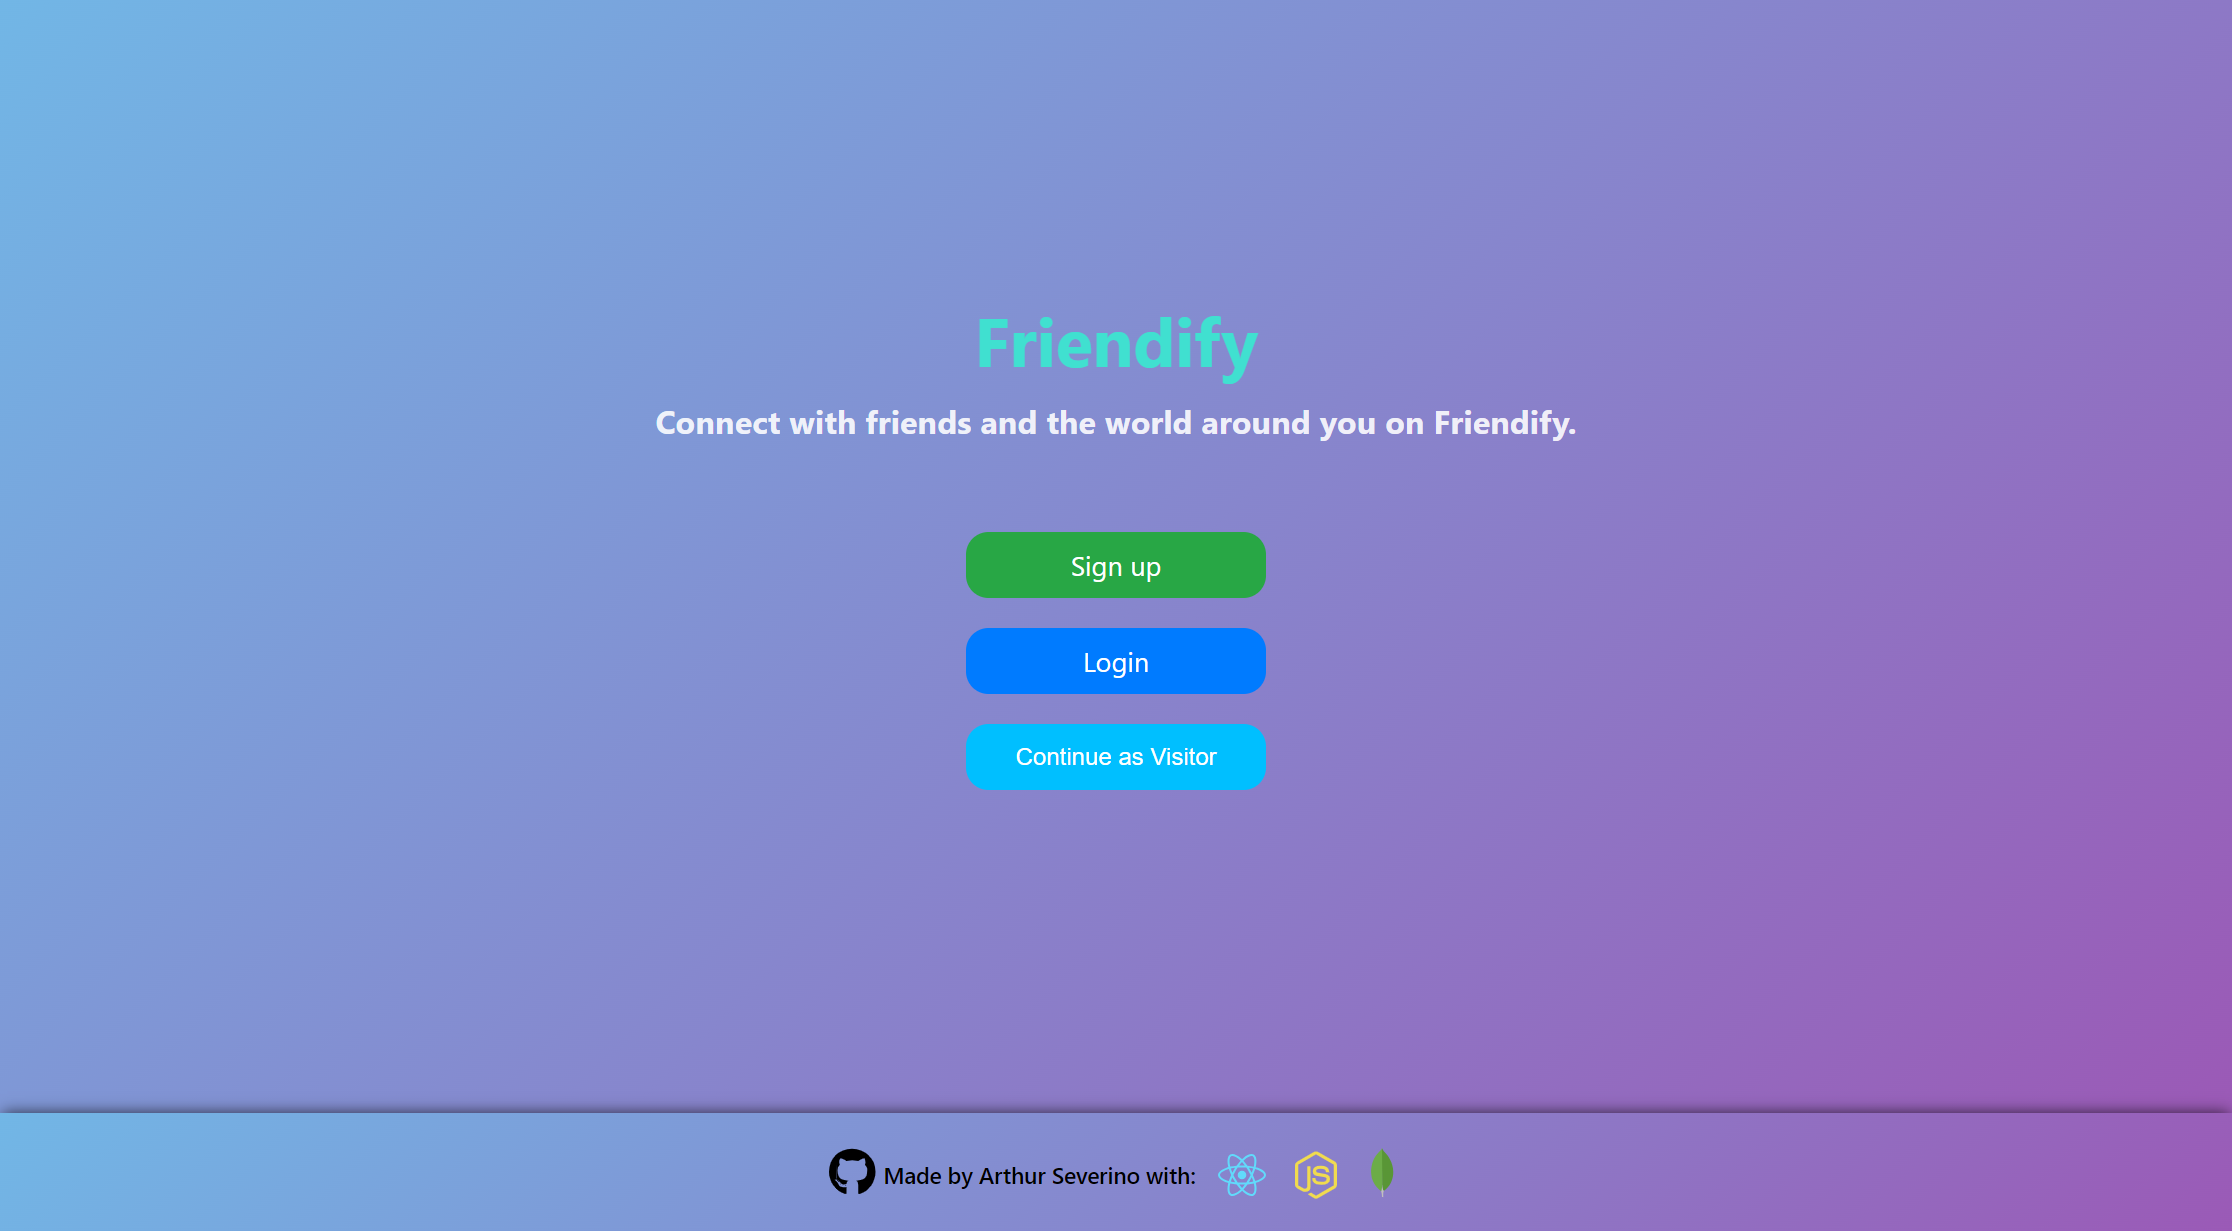 Friendify
Connect with friends and the world around you on Friendify.
Sign up
Login
Continue as Visitor
Made by Arthur Severino with:
JS